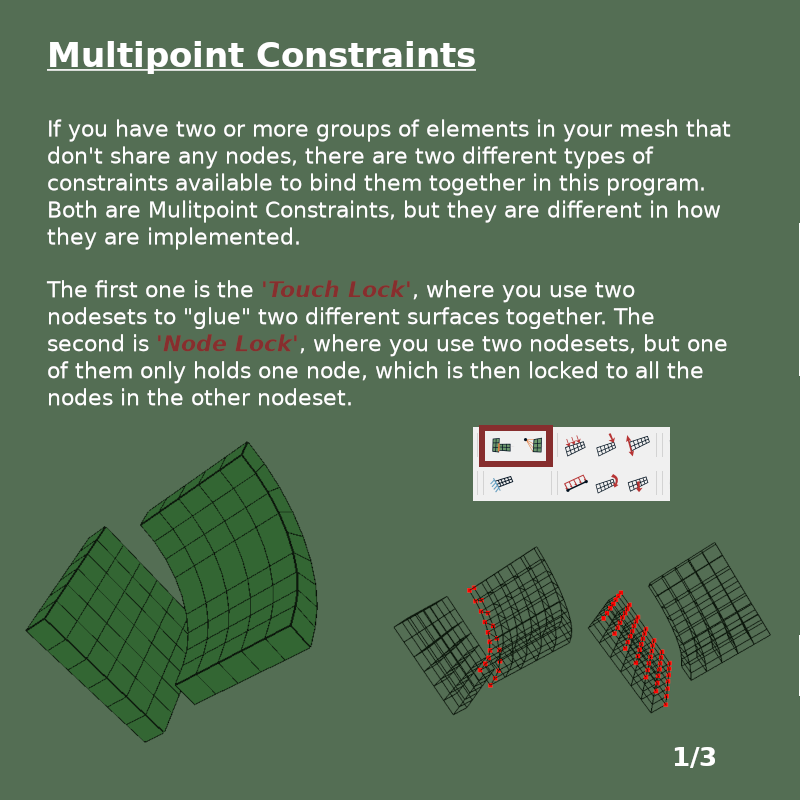 Multipoint Constraints
If you have two or more groups of elements in your mesh that
don't share any nodes, there are two different types of
constraints available to bind them together in this program.
Both are Mulitpoint Constraints, but they are different in how
they are implemented.
The first one is the 'Touch Lock', where you use two
nodesets to "glue" two different surfaces together. The
second is 'Node Lock', where you use two nodesets, but one
of them only holds one node, which is then locked to all the
nodes in the other nodeset.
1/3